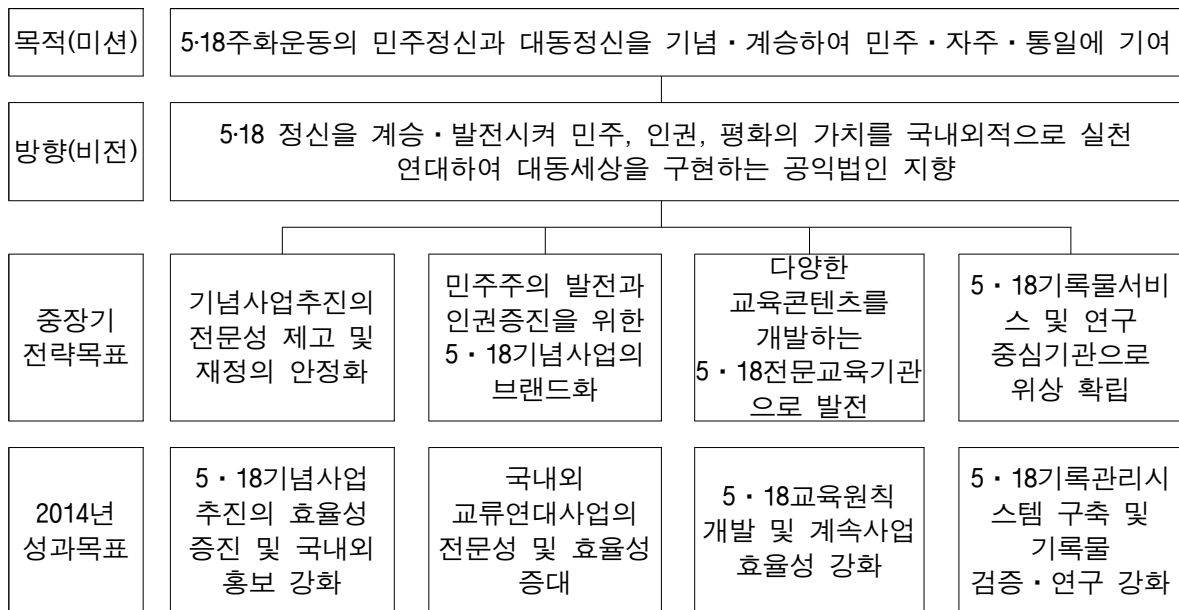 목적(미션)
5·18주화운동의 민주정신과 대동정신을 기념·계승하여 민주·자주·통일에 기여
방향(비전)
5·18 정신을 계승·발전시켜 민주, 인권, 평화의 가치를 국내외적으로 실천
연대하여 대동세상을 구현하는 공익법인 지향
중장기
전략목표
기념사업추진의
전문성 제고 및
재정의 안정화
민주주의 발전과
인권증진을 위한
5·18기념사업의
브랜드화
다양한
교육콘텐츠를
개발하는
5·18전문교육기관
으로 발전
5·18기록물서비
스 및 연구
중심기관으로
위상 확립
2014년
성과목표
5·18기념사업
추진의 효율성
증진 및 국내외
홍보 강화
국내외
교류연대사업의
전문성 및 효율성
증대
5·18교육원칙
개발 및 계속사업
효율성 강화
5·18기록관리시
스템 구축 및
기록물
검증·연구 강화